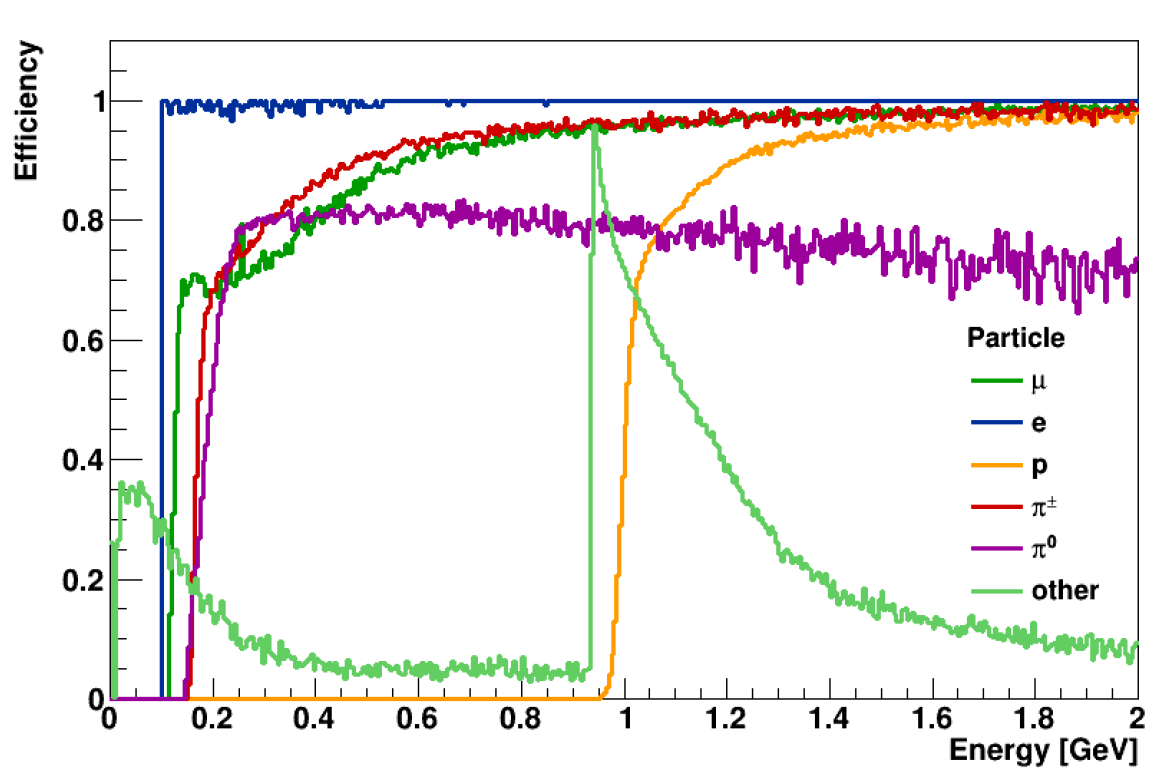 Efficiency
1
0.8
0.6
0.4
0.2
0
0 0.2 0.4 0.6 0.8 1 1.2 1.4 1.6 1.8 2
Energy [GeV]
Particle
μ
e
p
π±
π⁰
other